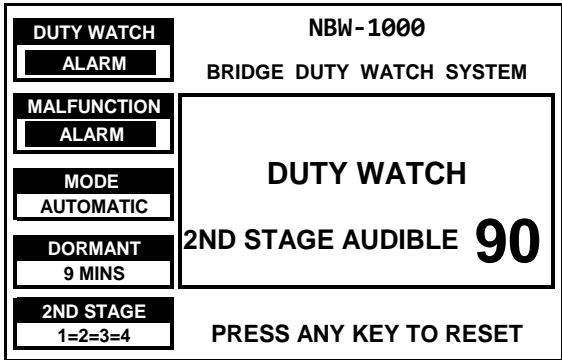 DUTY WATCH
ALARM
MALFUNCTION
ALARM
MODE
AUTOMATIC
DORMANT
9 MINS
2ND STAGE
1=2=3=4
NBW-1000
BRIDGE DUTY WATCH SYSTEM
DUTY WATCH
2ND STAGE AUDIBLE 90
PRESS ANY KEY TO RESET